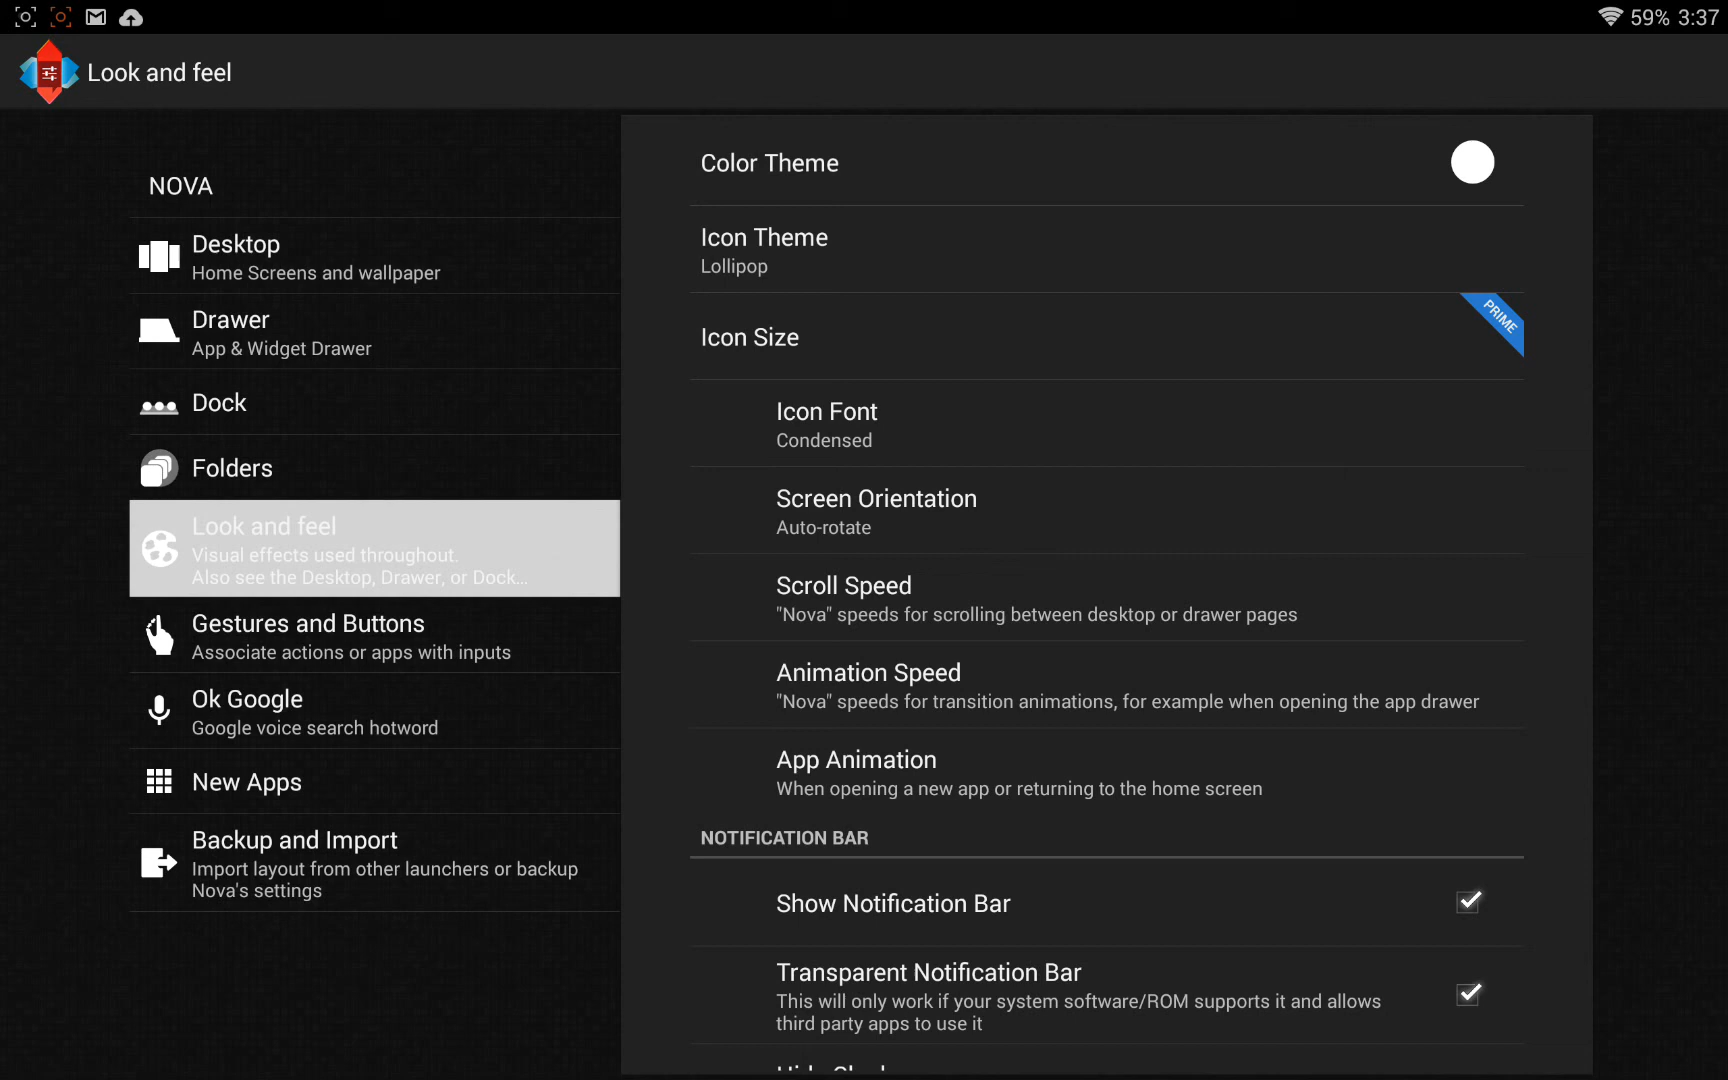 59% 3:37
Look and feel
NOVA
Desktop
Home Screens and wallpaper
Drawer
App & Widget Drawer
Dock
Folders
Look and feel
Visual effects used throughout.
Also see the Desktop, Drawer, or Dock...
Gestures and Buttons
Associate actions or apps with inputs
Ok Google
Google voice search hotword
New Apps
Backup and Import
Import layout from other launchers or backup
Nova's settings
Color Theme
Icon Theme
Lollipop
Icon Size
PRIME
Icon Font
Condensed
Screen Orientation
Auto-rotate
Scroll Speed
"Nova" speeds for scrolling between desktop or drawer pages
Animation Speed
"Nova" speeds for transition animations, for example when opening the app drawer
App Animation
When opening a new app or returning to the home screen
NOTIFICATION BAR
Show Notification Bar
Transparent Notification Bar
This will only work if your system software/ROM supports it and allows
third party apps to use it